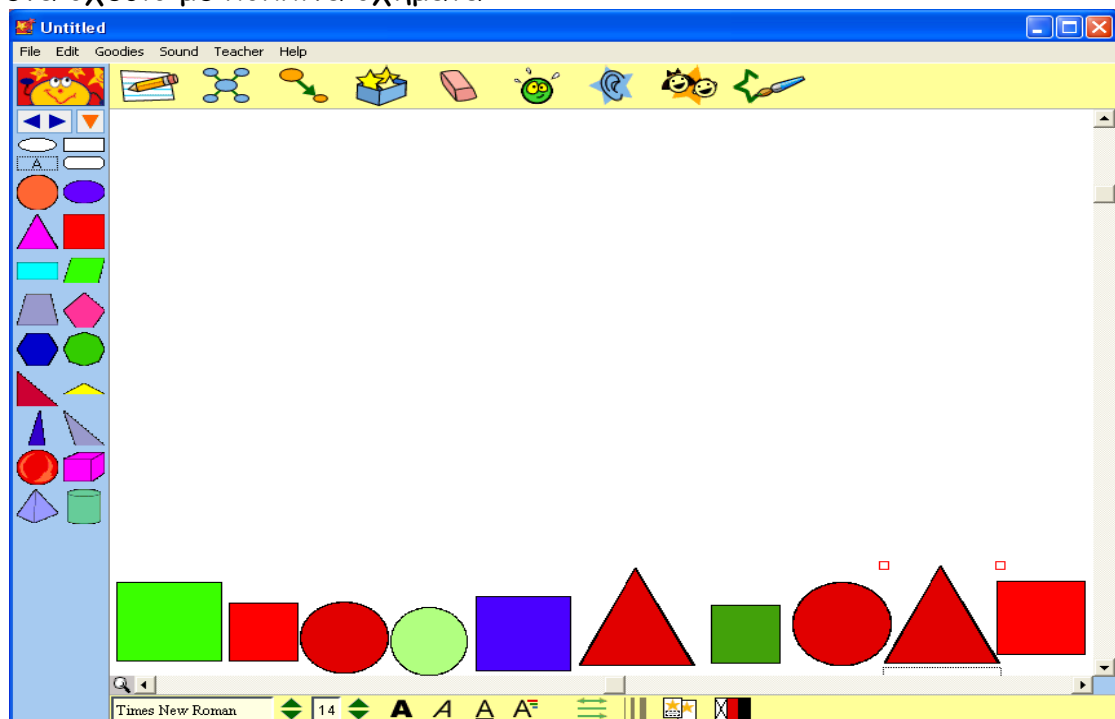 Untitled
File Edit Goodies Sound Teacher Help
A
Times New Roman 14 A A A A